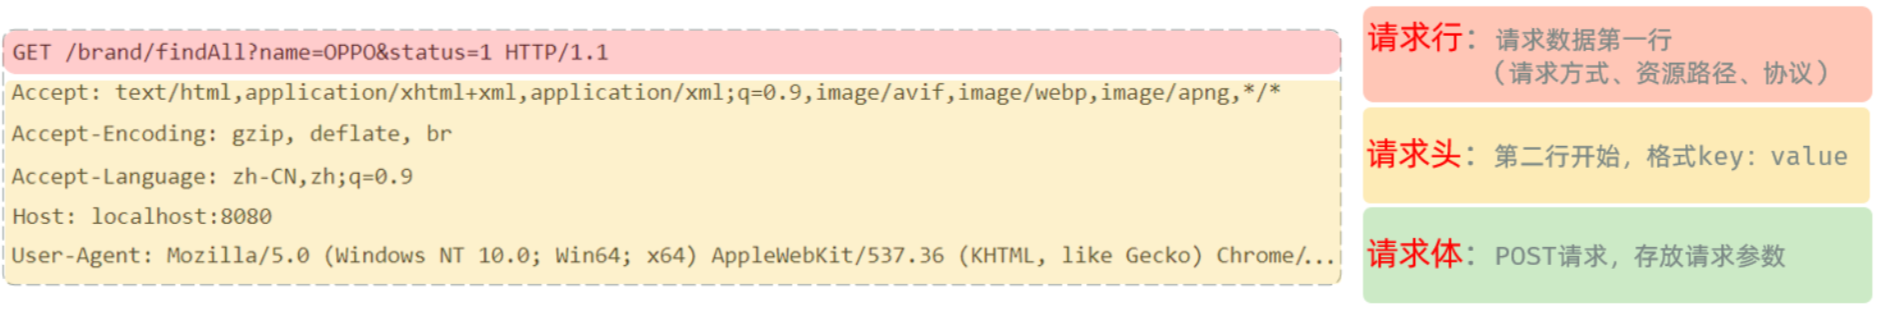 GET /brand/findAll?name=OPPO&status=1 HTTP/1.1
Accept: text/html,application/xhtml+xml,application/xml;q=0.9,image/avif,image/webp,image/apng,*/*
Accept-Encoding: gzip, deflate, br
Accept-Language: zh-CN,zh;q=0.9
Host: localhost:8080
User-Agent: Mozilla/5.0 (Windows NT 10.0; Win64; x64) AppleWebKit/537.36 (KHTML, like Gecko) Chrome/...
请求行：请求数据第一行
（请求方式、资源路径、协议）
请求头：第二行开始，格式key：value
请求体：POST请求，存放请求参数